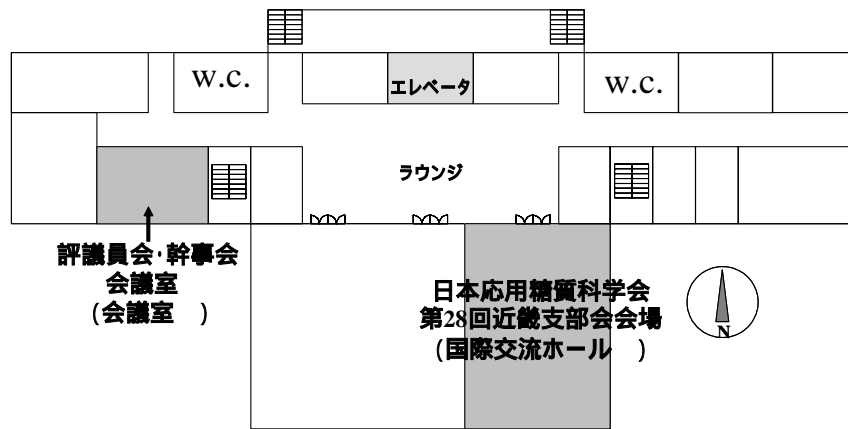 w.c.
エレベータ
w.c.
ラウンジ
評議員会・幹事会
会議室
(会議室　)
日本応用糖質科学会
第28回近畿支部会会場
(国際交流ホール　)
N